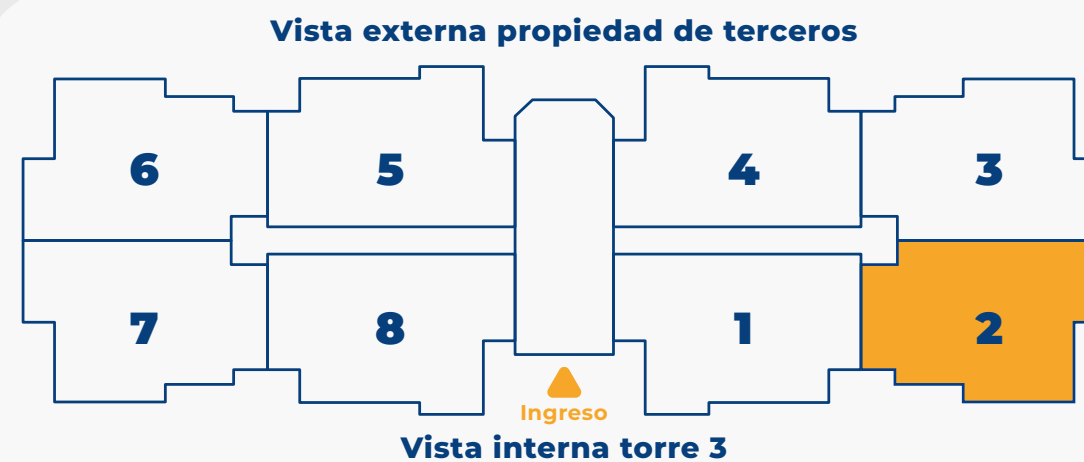 Vista externa propiedad de terceros
6
5
4
3
7
8
1
2
Ingreso
Vista interna torre 3